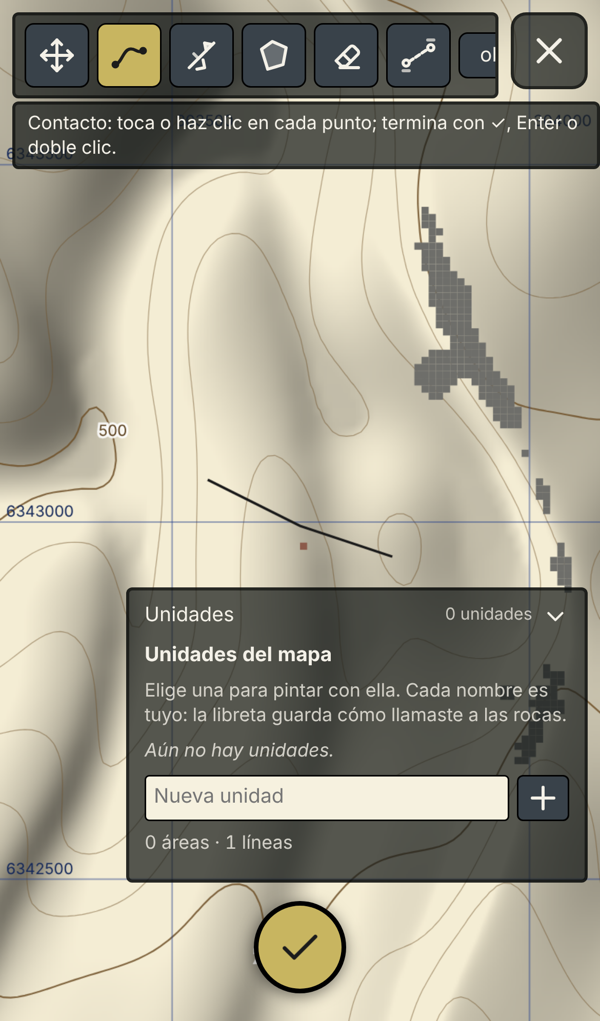 ol
Contacto: toca o haz clic en cada punto; termina con ✓, Enter o
doble clic.
500
6343000
Unidades
0 unidades
Unidades del mapa
Elige una para pintar con ella. Cada nombre es
tuyo: la libreta guarda cómo llamaste a las rocas.
Aún no hay unidades.
Nueva unidad
0 áreas · 1 líneas
6342500